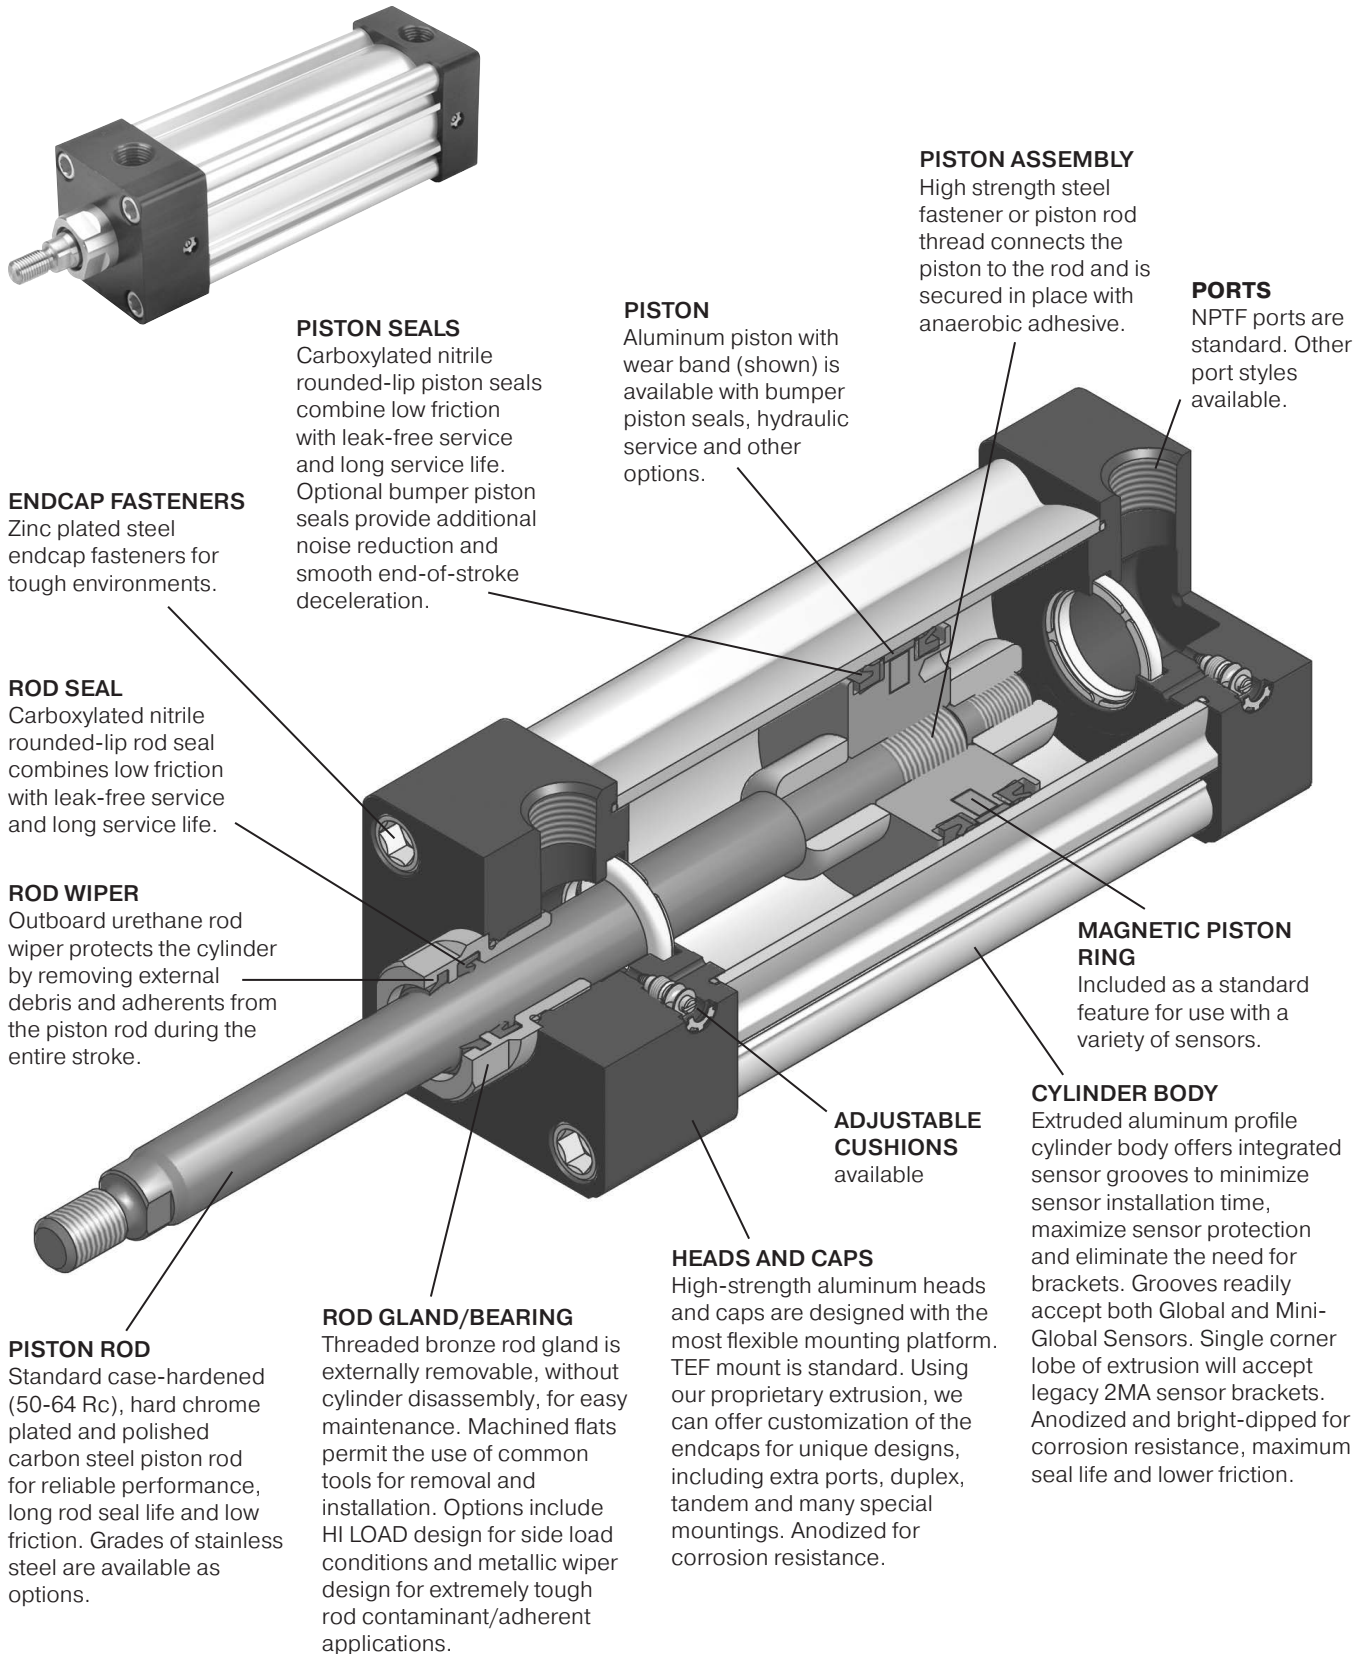 PISTON ASSEMBLY
High strength steel
fastener or piston rod
thread connects the
piston to the rod and is
secured in place with
anaerobic adhesive.
PORTS
NPTF ports are
standard. Other
port styles
available.
PISTON
Aluminum piston with
wear band (shown) is
available with bumper
piston seals, hydraulic
service and other
options.
PISTON SEALS
Carboxylated nitrile
rounded-lip piston seals
combine low friction
with leak-free service
and long service life.
Optional bumper piston
seals provide additional
noise reduction and
smooth end-of-stroke
deceleration.
ENDCAP FASTENERS
Zinc plated steel
endcap fasteners for
tough environments.
ROD SEAL
Carboxylated nitrile
rounded-lip rod seal
combines low friction
with leak-free service
and long service life.
ROD WIPER
Outboard urethane rod
wiper protects the cylinder
by removing external
debris and adherents from
the piston rod during the
entire stroke.
MAGNETIC PISTON
RING
Included as a standard
feature for use with a
variety of sensors.
ADJUSTABLE
CUSHIONS
available
CYLINDER BODY
Extruded aluminum profile
cylinder body offers integrated
sensor grooves to minimize
sensor installation time,
maximize sensor protection
and eliminate the need for
brackets. Grooves readily
accept both Global and Mini-
Global Sensors. Single corner
lobe of extrusion will accept
legacy 2MA sensor brackets.
Anodized and bright-dipped for
corrosion resistance, maximum
seal life and lower friction.
HEADS AND CAPS
High-strength aluminum heads
and caps are designed with the
most flexible mounting platform.
TEF mount is standard. Using
our proprietary extrusion, we
can offer customization of the
endcaps for unique designs,
including extra ports, duplex,
tandem and many special
mountings. Anodized for
corrosion resistance.
ROD GLAND/BEARING
Threaded bronze rod gland is
externally removable, without
cylinder disassembly, for easy
maintenance. Machined flats
permit the use of common
tools for removal and
installation. Options include
HI LOAD design for side load
conditions and metallic wiper
design for extremely tough
rod contaminant/adherent
applications.
PISTON ROD
Standard case-hardened
(50-64 Rc), hard chrome
plated and polished
carbon steel piston rod
for reliable performance,
long rod seal life and low
friction. Grades of stainless
steel are available as
options.